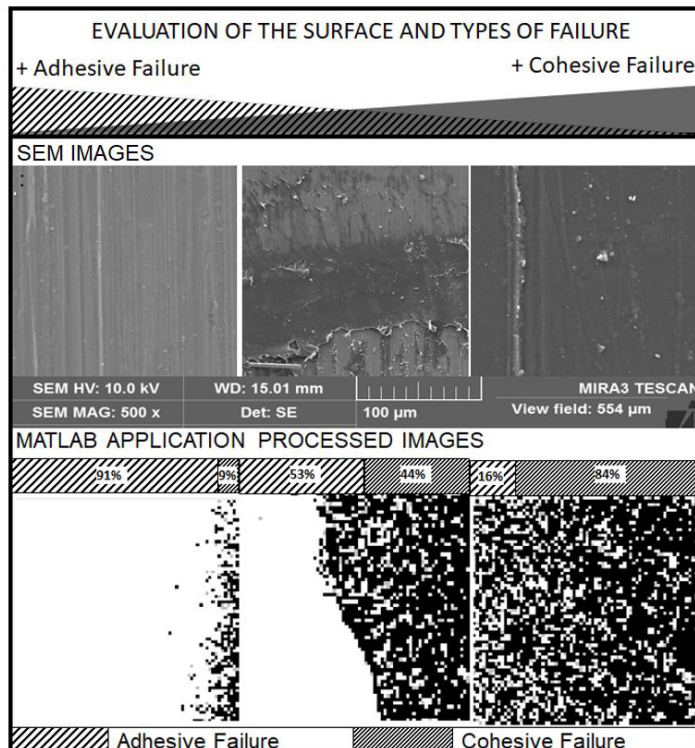 EVALUATION OF THE SURFACE AND TYPES OF FAILURE
+ Adhesive Failure + Cohesive Failure
SEM IMAGES
SEM HV: 10.0 kV WD: 15.01 mm MIRA3 TESCAN
SEM MAG: 500 x Det: SE 100 µm View field: 554 µm
MATLAB APPLICATION PROCESSED IMAGES
91% 9% 53% 44% 16% 84%
Adhesive Failure Cohesive Failure